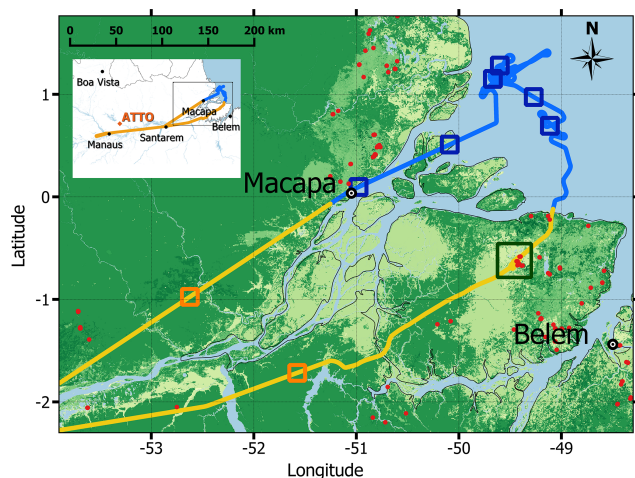 0 50 100 150 200 km
N
Boa Vista
ATTO
Macapa
Belem
Santarem
Manaus
Macapa
Belem
1
0
-1
-2
Latitude
-53 -52 -51 -50 -49
Longitude